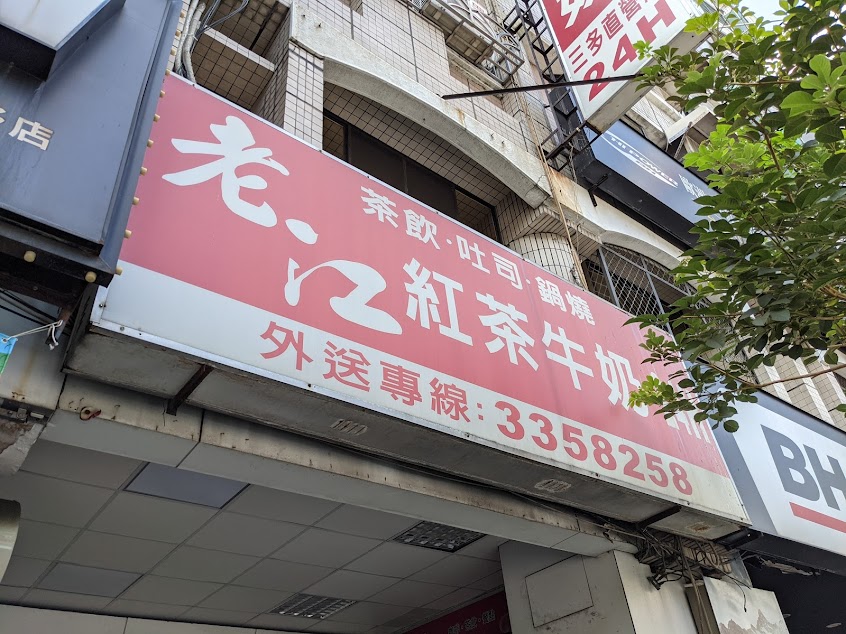 三多直營
24H
店
茶飲·吐司·鍋燒
老江紅茶牛奶
外送專線:3358258
BH